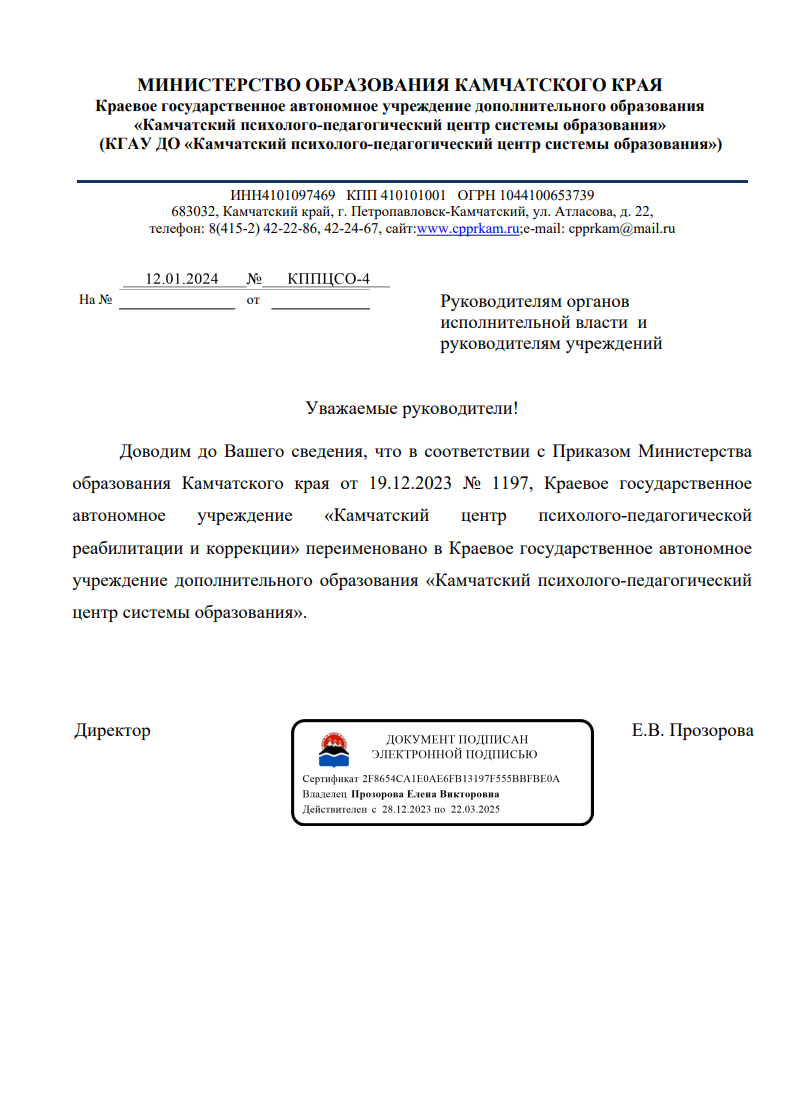 МИНИСТЕРСТВО ОБРАЗОВАНИЯ КАМЧАТСКОГО КРАЯ
Краевое государственное автономное учреждение дополнительного образования
«Камчатский психолого-педагогический центр системы образования»
(КГАУ ДО «Камчатский психолого-педагогический центр системы образования»)
ИНН4101097469 КПП 410101001 ОГРН 1044100653739
683032, Камчатский край, г. Петропавловск-Камчатский, ул. Атласова, д. 22,
телефон: 8(415-2) 42-22-86, 42-24-67, сайт:www.cpprkam.ru;e-mail: cpprkam@mail.ru
12.01.2024 № КППЦСО-4
На № от
Руководителям органов
исполнительной власти и
руководителям учреждений
Уважаемые руководители!
Доводим до Вашего сведения, что в соответствии с Приказом Министерства
образования Камчатского края от 19.12.2023 № 1197, Краевое государственное
автономное учреждение «Камчатский центр психолого-педагогической
реабилитации и коррекции» переименовано в Краевое государственное автономное
учреждение дополнительного образования «Камчатский психолого-педагогический
центр системы образования».
Директор
ДОКУМЕНТ ПОДПИСАН
ЭЛЕКТРОННОЙ ПОДПИСЬЮ
Сертификат 2F8654CA1E0AE6FB13197F555BBFBE0A
Владелец Прозорова Елена Викторовна
Действителен с 28.12.2023 по 22.03.2025
Е.В. Прозорова